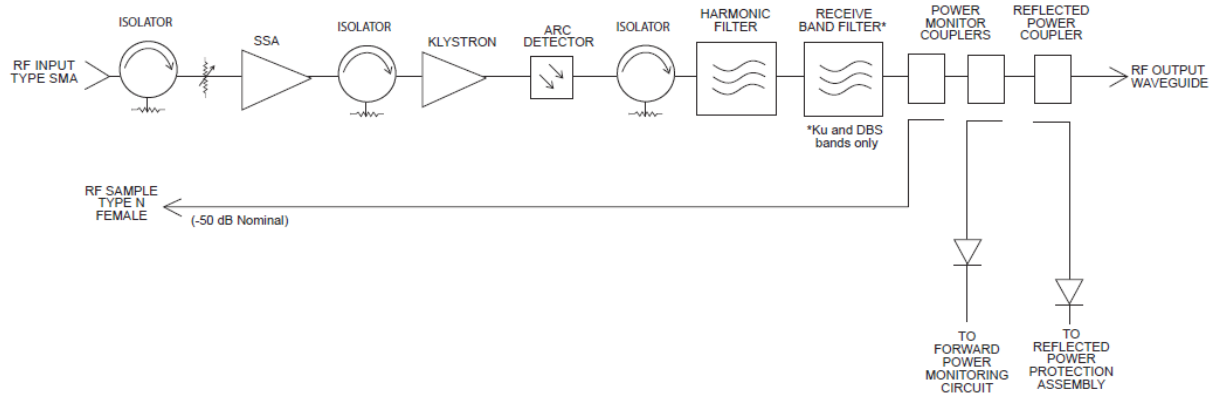 ISOLATOR
SSA
ISOLATOR
KLYSTRON
ARC
DETECTOR
ISOLATOR
HARMONIC
FILTER
RECEIVE
BAND FILTER*
POWER
MONITOR
COUPLERS
REFLECTED
POWER
COUPLER
RF INPUT
TYPE SMA
RF OUTPUT
WAVEGUIDE
*Ku and DBS
bands only
RF SAMPLE
TYPE N
FEMALE
(-50 dB Nominal)
TO
FORWARD
POWER
MONITORING
CIRCUIT
TO
REFLECTED
POWER
PROTECTION
ASSEMBLY